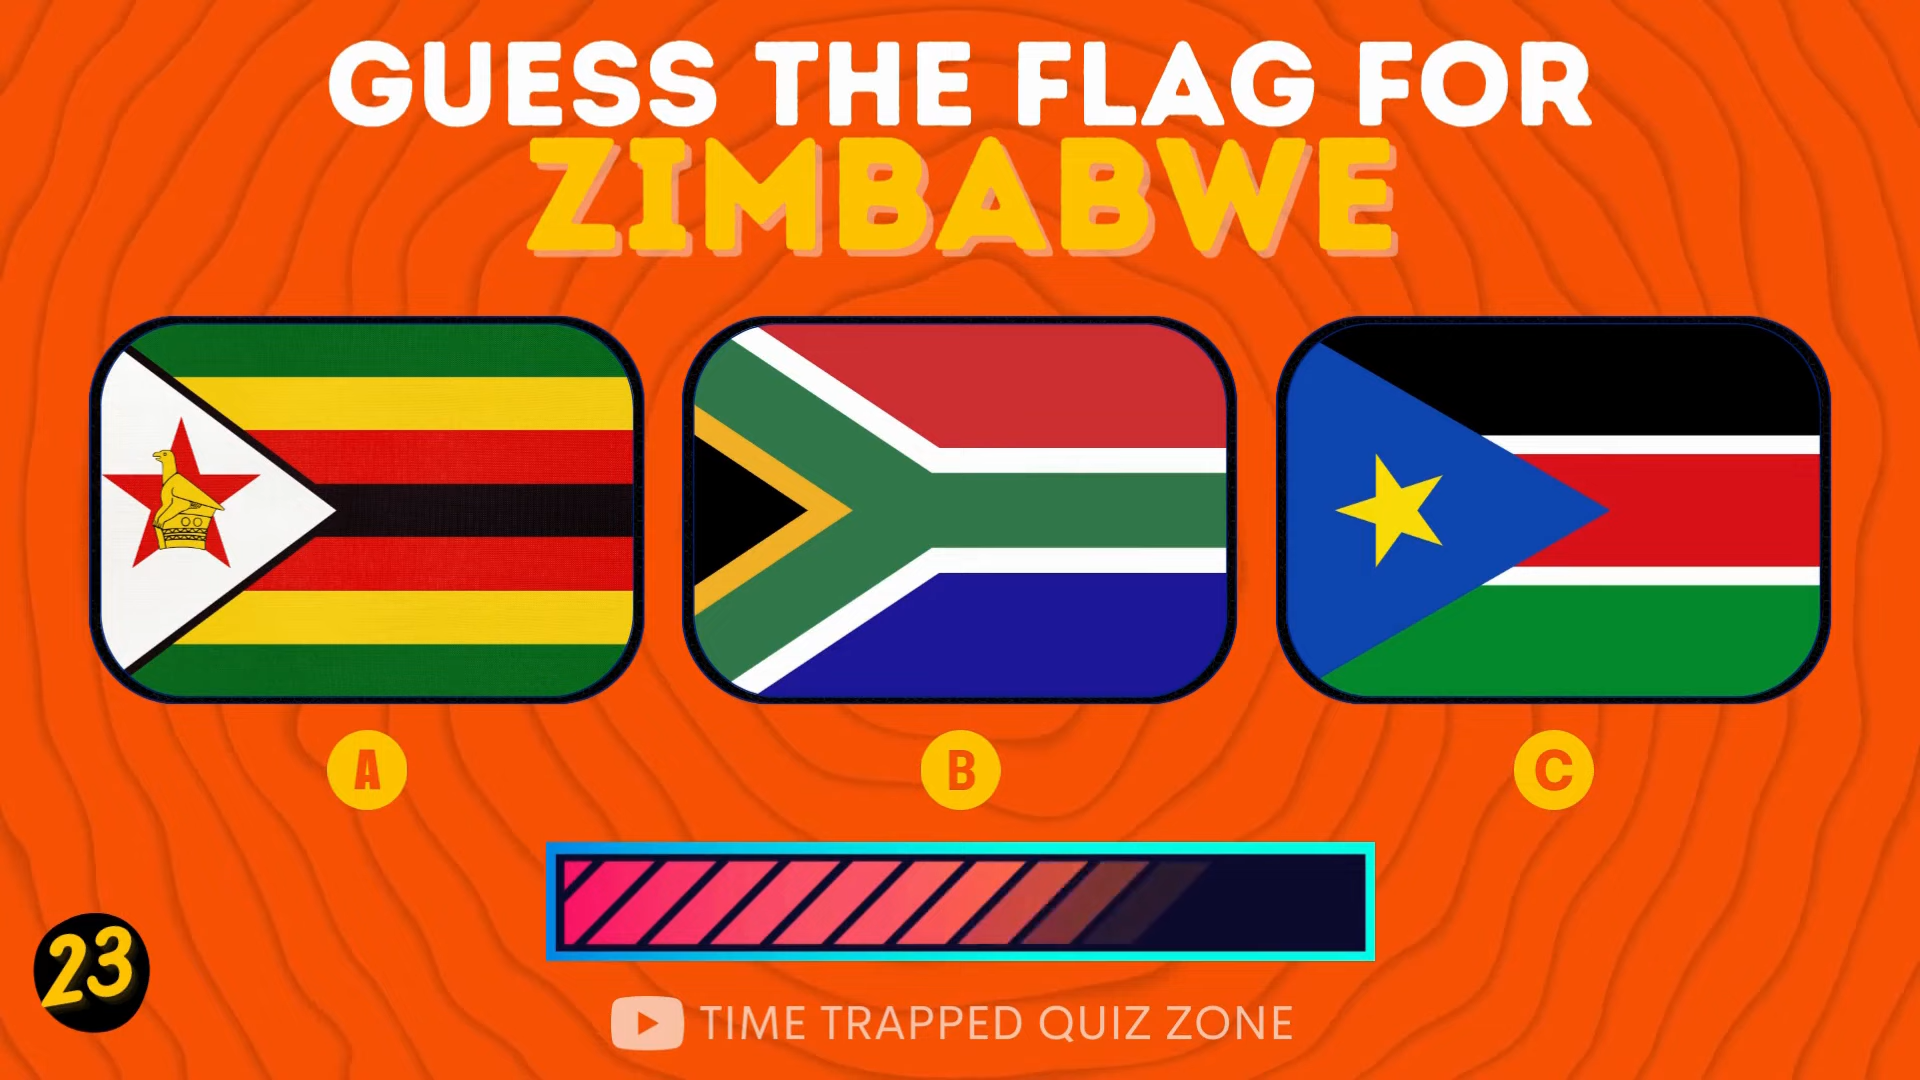 GUESS THE FLAG FOR
ZIMBABWE
A
B
C
23
TIME TRAPPED QUIZ ZONE